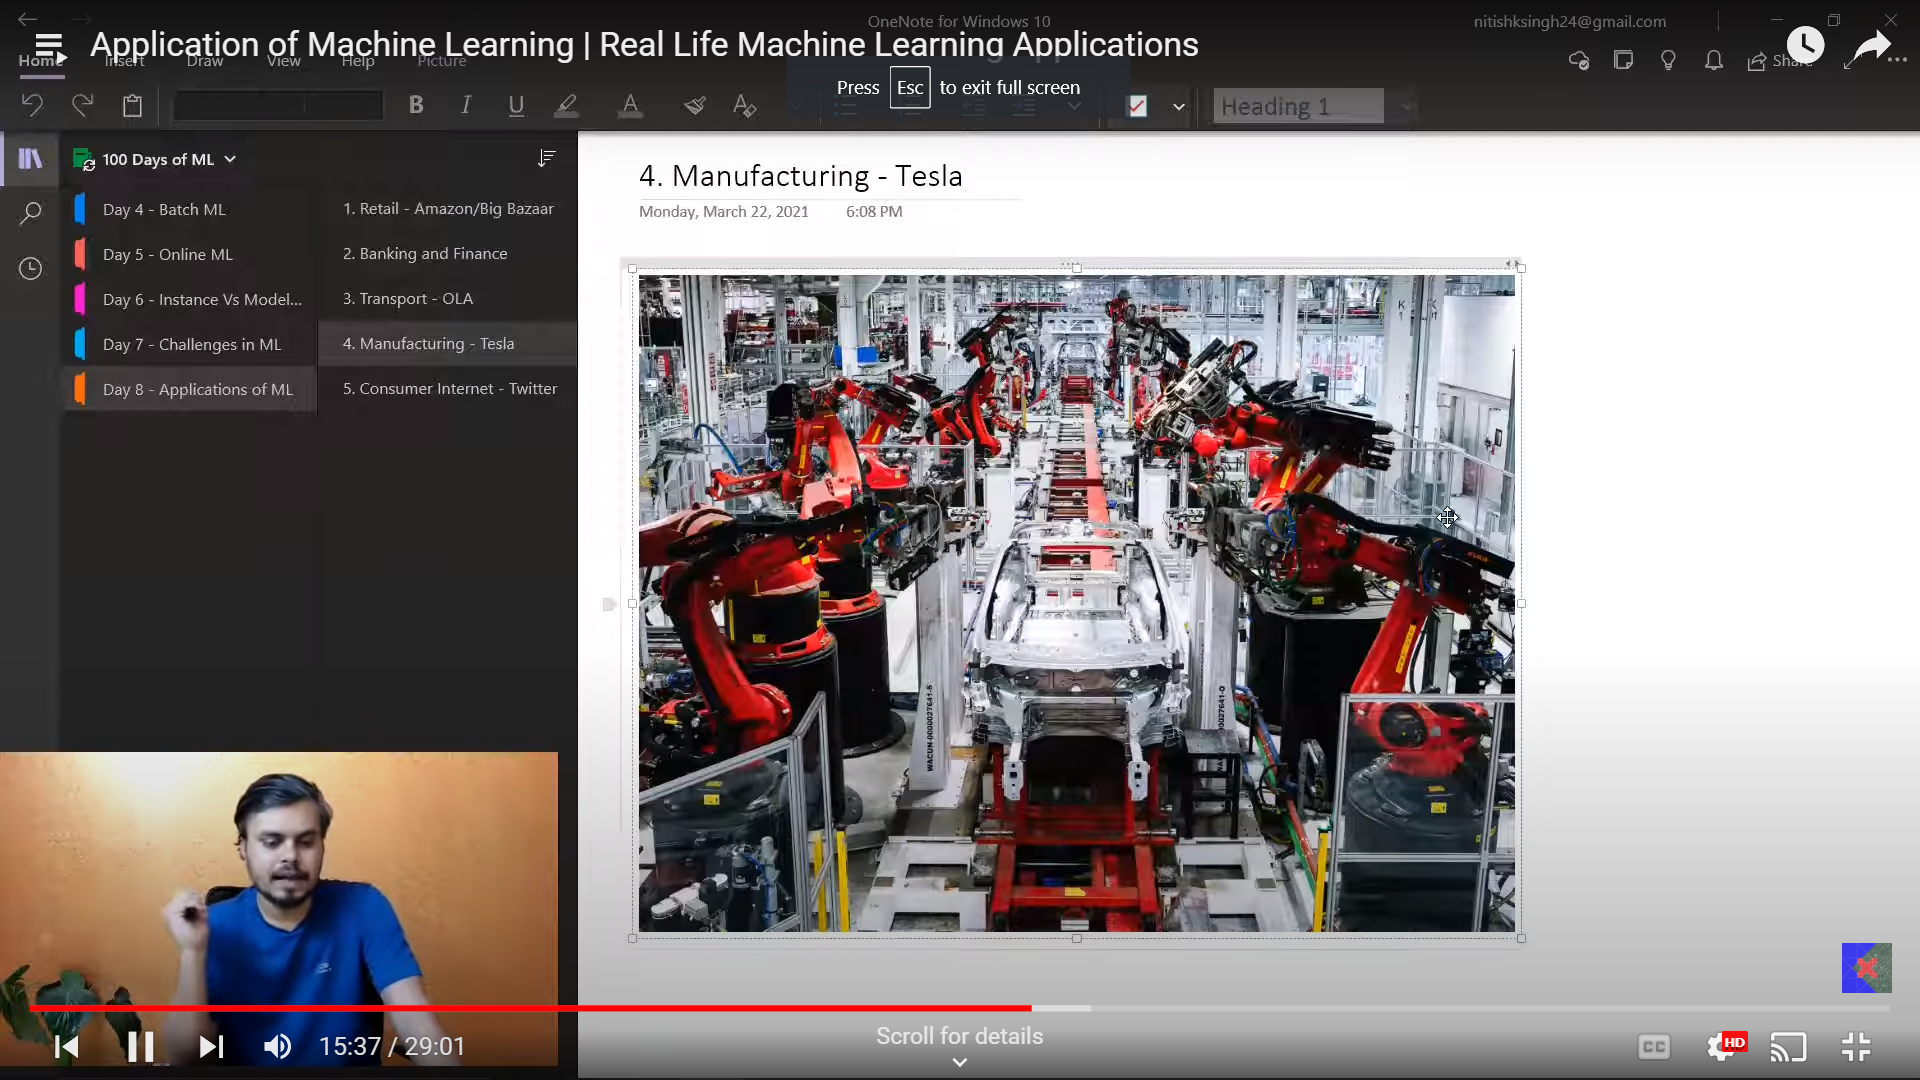 OneNote for Windows 10
nitishksingh24@gmail.com
Application of Machine Learning | Real Life Machine Learning Applications
Home Insert Draw View Help Picture
Share
Press Esc to exit full screen
B I U A A
Heading 1
100 Days of ML
Day 4 - Batch ML
Day 5 - Online ML
Day 6 - Instance Vs Model...
Day 7 - Challenges in ML
Day 8 - Applications of ML
1. Retail - Amazon/Big Bazaar
2. Banking and Finance
3. Transport - OLA
4. Manufacturing - Tesla
5. Consumer Internet - Twitter
4. Manufacturing - Tesla
Monday, March 22, 2021 6:08 PM
K K
WACUN-0000027641-S
Scroll for details
15:37 / 29:01
CC
HD